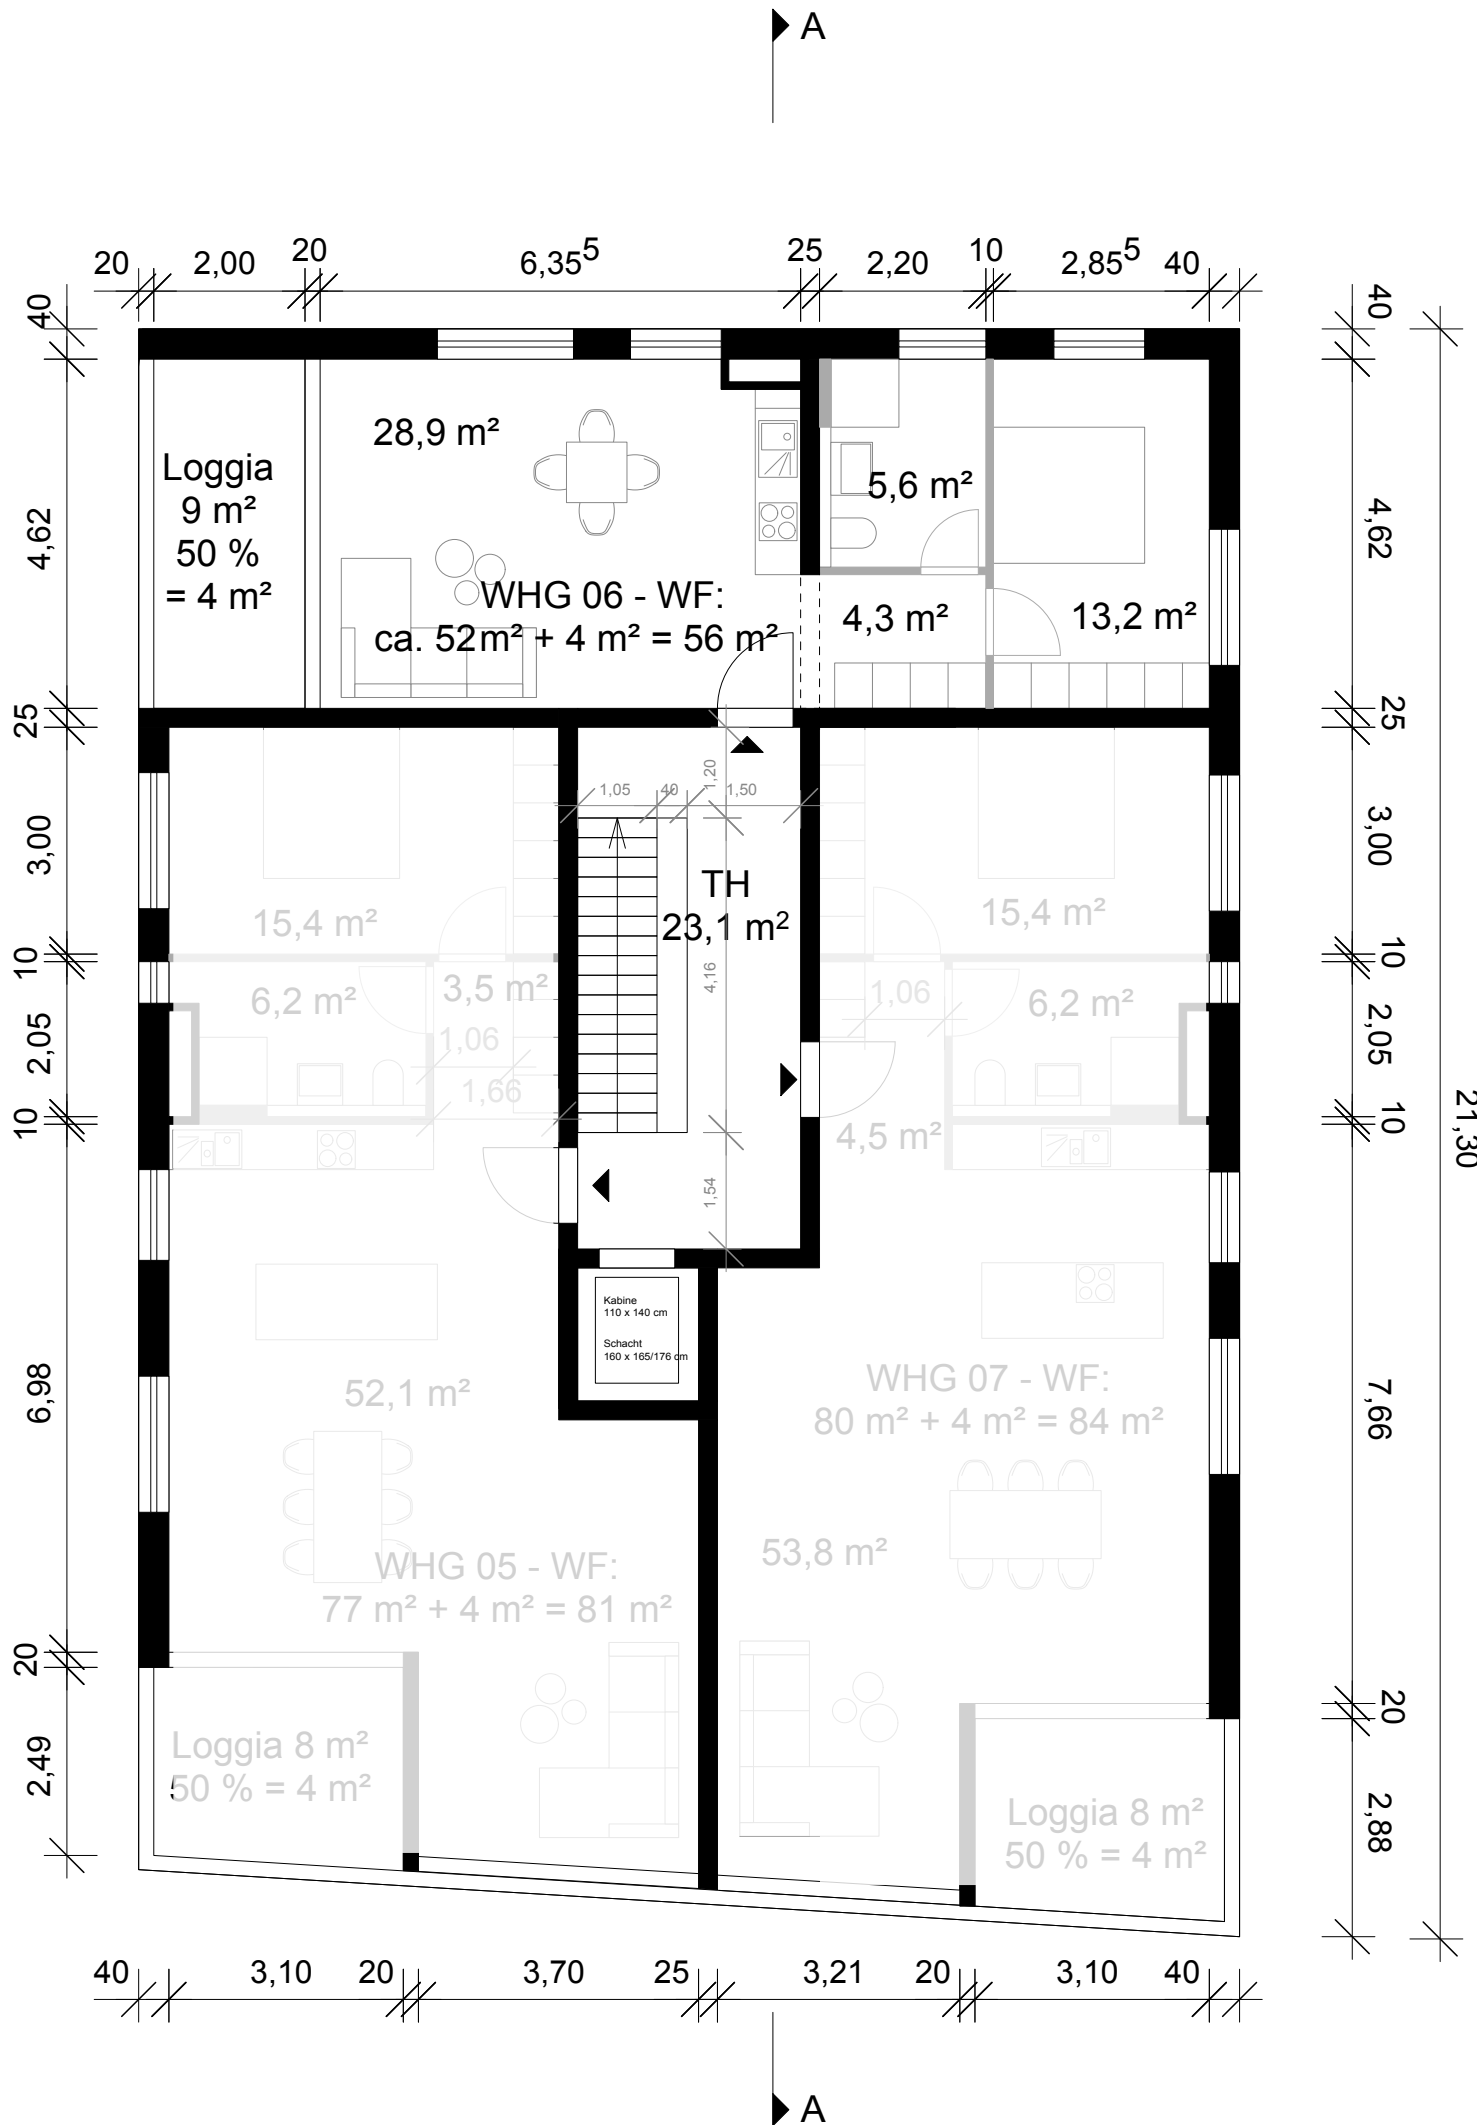 A
20
2,00
20
6,35⁵
25
2,20
10
2,85⁵
40
40
4,62
25
3,00
10
2,05
10
6,98
20
2,49
40
4,62
25
3,00
10
2,05
10
7,66
20
2,88
21,30
28,9 m²
Loggia
9 m²
50 %
= 4 m²
5,6 m²
WHG 06 - WF:
ca. 52m² + 4 m² = 56 m²
4,3 m²
13,2 m²
1,05
40
1,20
1,50
TH
23,1 m²
4,16
1,54
15,4 m²
6,2 m²
3,5 m²
1,06
1,66
15,4 m²
1,06
6,2 m²
4,5 m²
Kabine
110 x 140 cm
Schacht
160 x 165/176 cm
52,1 m²
WHG 07 - WF:
80 m² + 4 m² = 84 m²
53,8 m²
WHG 05 - WF:
77 m² + 4 m² = 81 m²
Loggia 8 m²
50 % = 4 m²
Loggia 8 m²
50 % = 4 m²
40
3,10
20
3,70
25
3,21
20
3,10
40
A